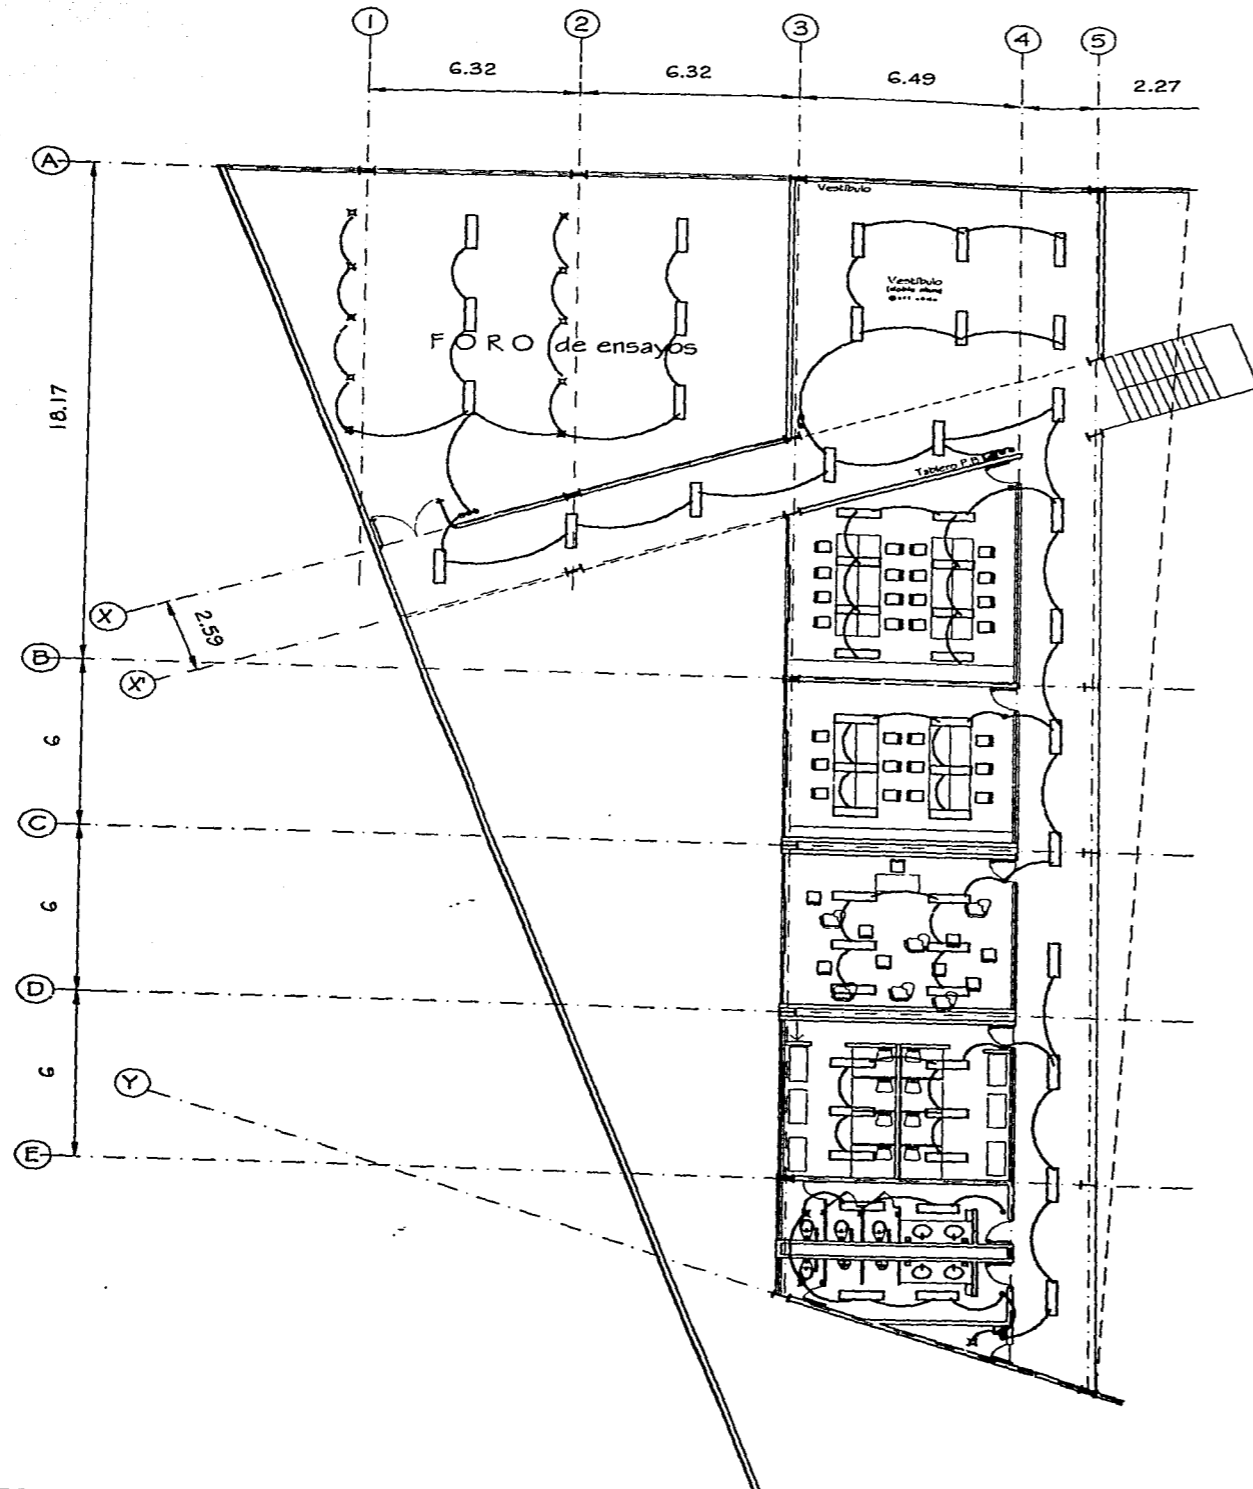 1 2 3 4 5
6.32 6.32 6.49 2.27
A
Vestíbulo
Vestíbulo
FORO de ensayos
18.17
Tablero P.B.
X
2.59
B
X'
6
C
6
D
6
Y
E